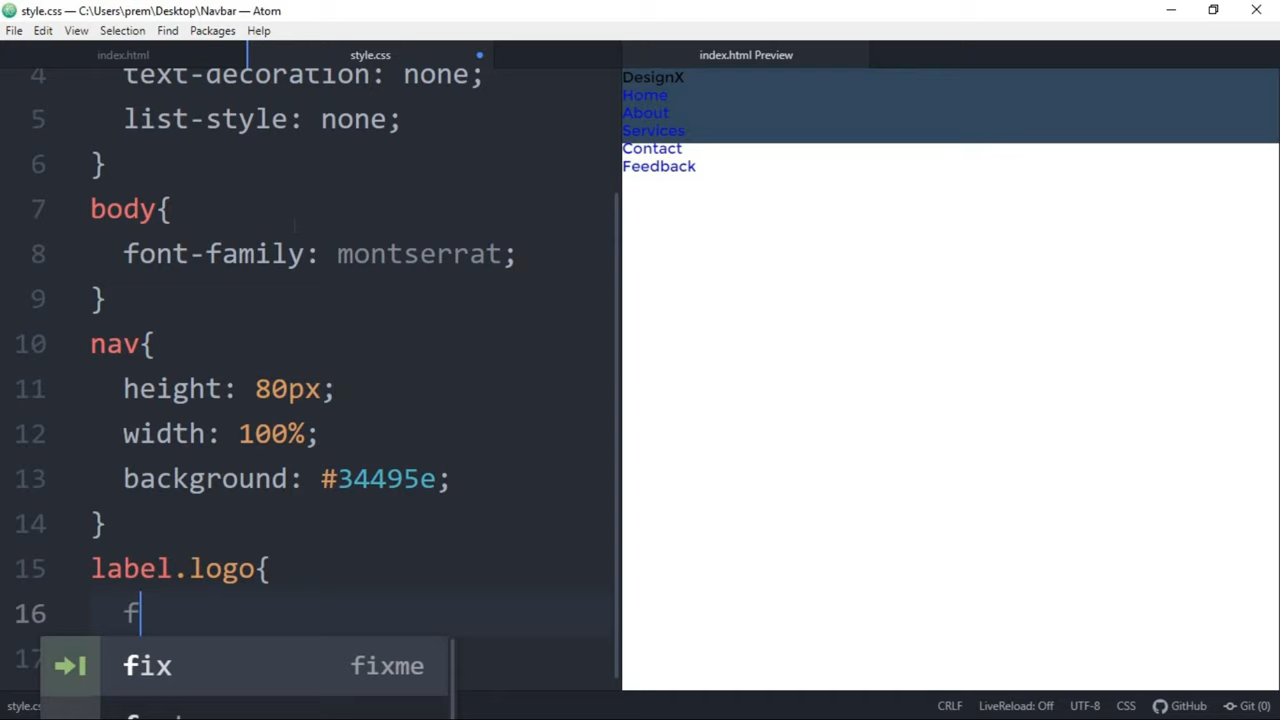 style.css — C:\Users\prem\Desktop\Navbar — Atom
File Edit View Selection Find Packages Help
index.html style.css index.html Preview
4 text-decoration: none;
5 list-style: none;
6 }
7 body{
8 font-family: montserrat;
9 }
10 nav{
11 height: 80px;
12 width: 100%;
13 background: #34495e;
14 }
15 label.logo{
16 f
17
fix fixme
DesignX
Home
About
Services
Contact
Feedback
CRLF LiveReload: Off UTF-8 CSS GitHub Git (0)